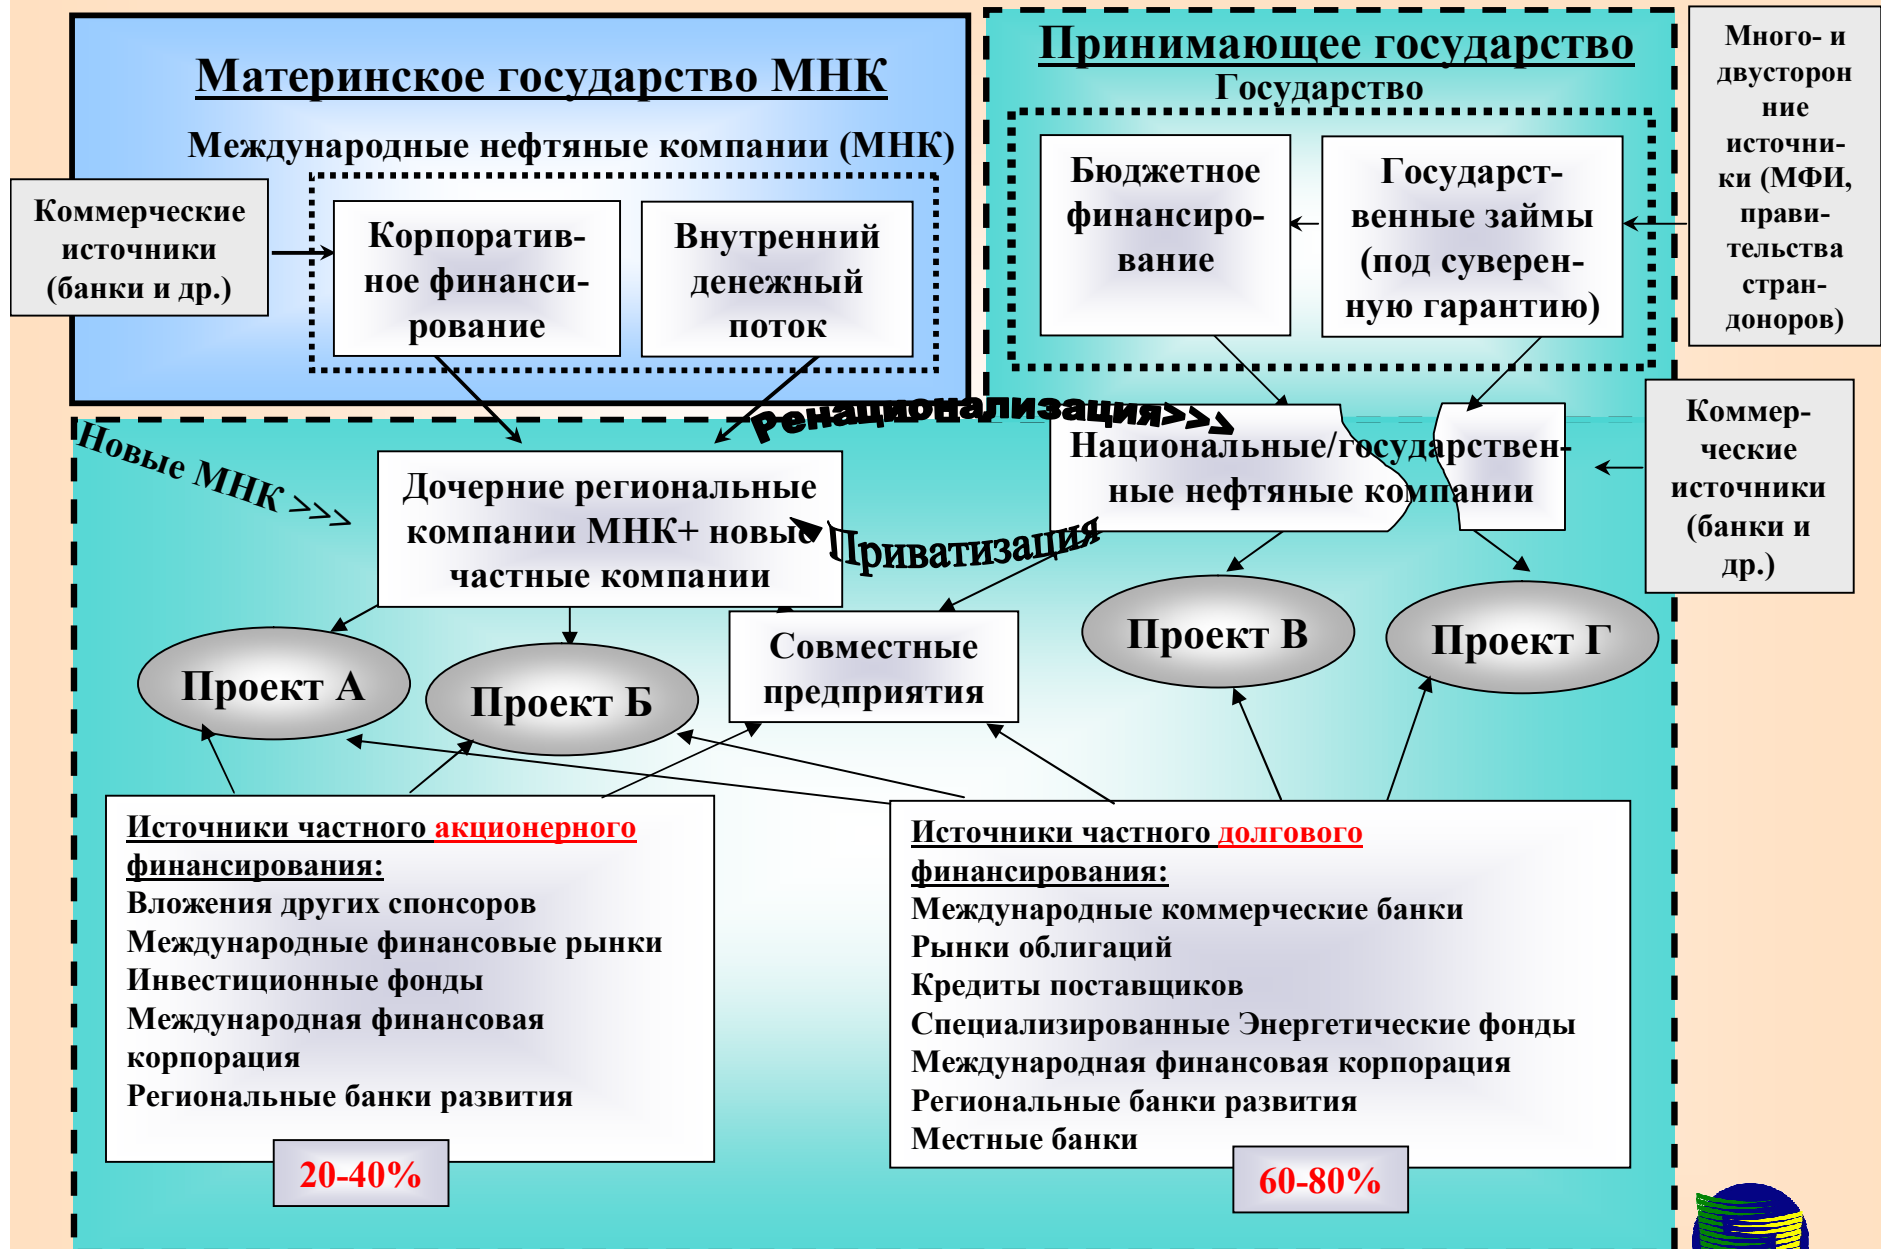 Материнское государство МНК
Международные нефтяные компании (МНК)
Коммерческие
источники
(банки и др.)
Корпоратив-
ное финанси-
рование
Внутренний
денежный
поток
Принимающее государство
Государство
Бюджетное
финансиро-
вание
Государст-
венные займы
(под суверен-
ную гарантию)
Много- и
двусторон
ние
источни-
ки (МФИ,
прави-
тельства
стран-
доноров)
Коммер-
ческие
источники
(банки и
др.)
Ренационализация>>>
Новые МНК >>>
Дочерние региональные
компании МНК+ новые
частные компании
Приватизация
Национальные/государствен-
ные нефтяные компании
Совместные
предприятия
Проект А
Проект Б
Проект В
Проект Г
Источники частного акционерного
финансирования:
Вложения других спонсоров
Международные финансовые рынки
Инвестиционные фонды
Международная финансовая
корпорация
Региональные банки развития
20-40%
Источники частного долгового
финансирования:
Международные коммерческие банки
Рынки облигаций
Кредиты поставщиков
Специализированные Энергетические фонды
Международная финансовая корпорация
Региональные банки развития
Местные банки
60-80%